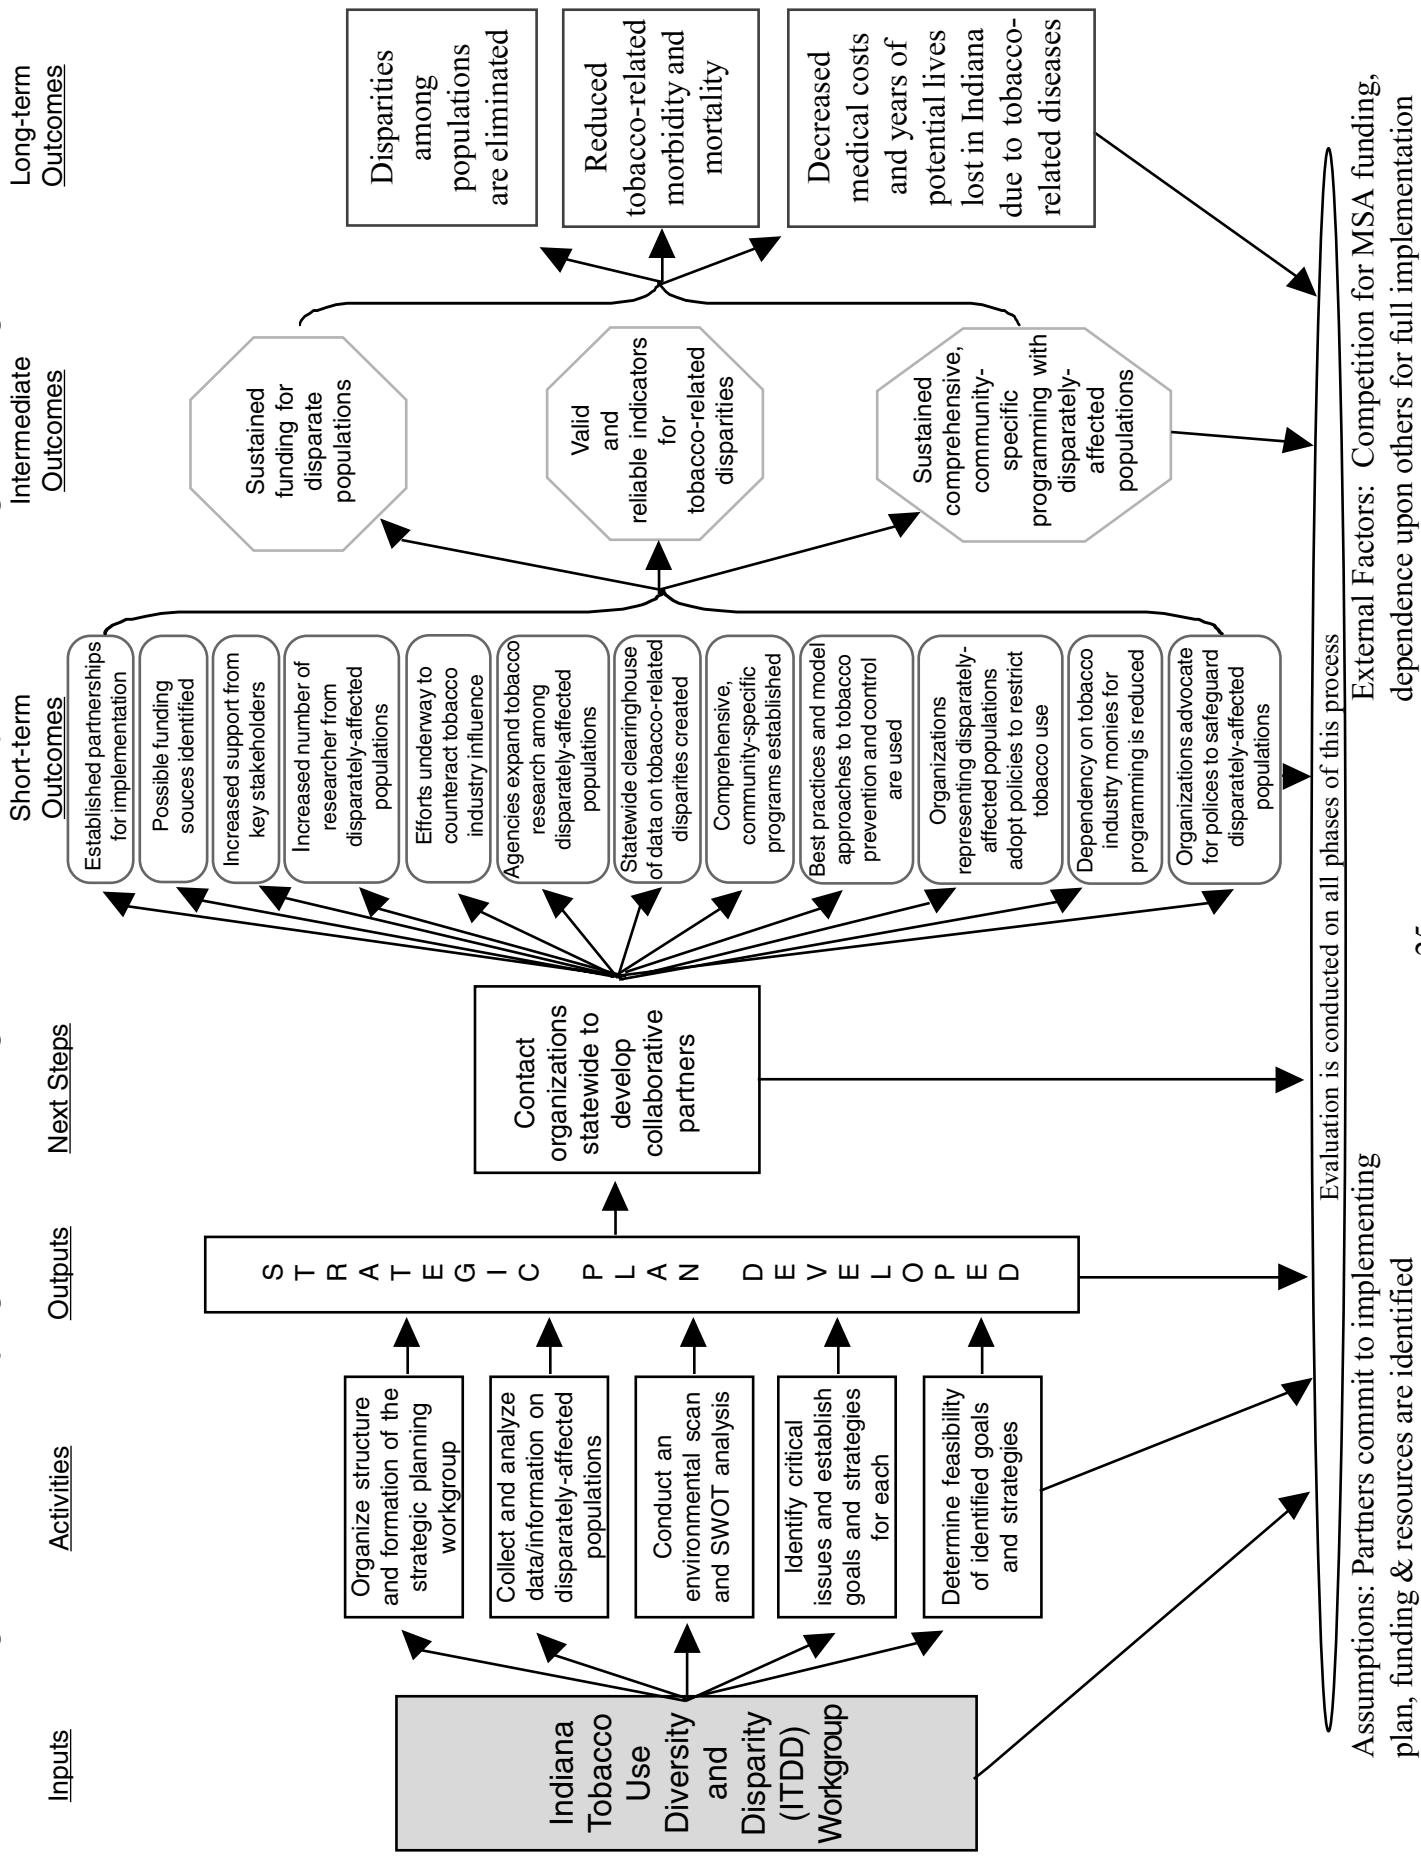 Inputs
Activities
Outputs
Next Steps
Short-term
Outcomes
Intermediate
Outcomes
Long-term
Outcomes
Indiana
Tobacco
Use
Diversity
and
Disparity
(ITDD)
Workgroup
Organize structure
and formation of the
strategic planning
workgroup
Collect and analyze
data/information on
disparately-affected
populations
Conduct an
environmental scan
and SWOT analysis
Identify critical
issues and establish
goals and strategies
for each
Determine feasibility
of identified goals
and strategies
S
T
R
A
T
E
G
I
C
P
L
A
N
D
E
V
E
L
O
P
E
D
Contact
organizations
statewide to
develop
collaborative
partners
Established partnerships
for implementation
Possible funding
souces identified
Increased support from
key stakeholders
Increased number of
researcher from
disparately-affected
populations
Efforts underway to
counteract tobacco
industry influence
Agencies expand tobacco
research among
disparately-affected
populations
Statewide clearinghouse
of data on tobacco-related
disparites created
Comprehensive,
community-specific
programs established
Best practices and model
approaches to tobacco
prevention and control
are used
Organizations
representing disparately-
affected populations
adopt policies to restrict
tobacco use
Dependency on tobacco
industry monies for
programming is reduced
Organizations advocate
for polices to safeguard
disparately-affected
populations
Sustained
funding for
disparate
populations
Valid
and
reliable indicators
for
tobacco-related
disparities
Sustained
comprehensive,
community-
specific
programming with
disparately-
affected
populations
Disparities
among
populations
are eliminated
Reduced
tobacco-related
morbidity and
mortality
Decreased
medical costs
and years of
potential lives
lost in Indiana
due to tobacco-
related diseases
Evaluation is conducted on all phases of this process
Assumptions: Partners commit to implementing
plan, funding & resources are identified
External Factors: Competition for MSA funding,
dependence upon others for full implementation